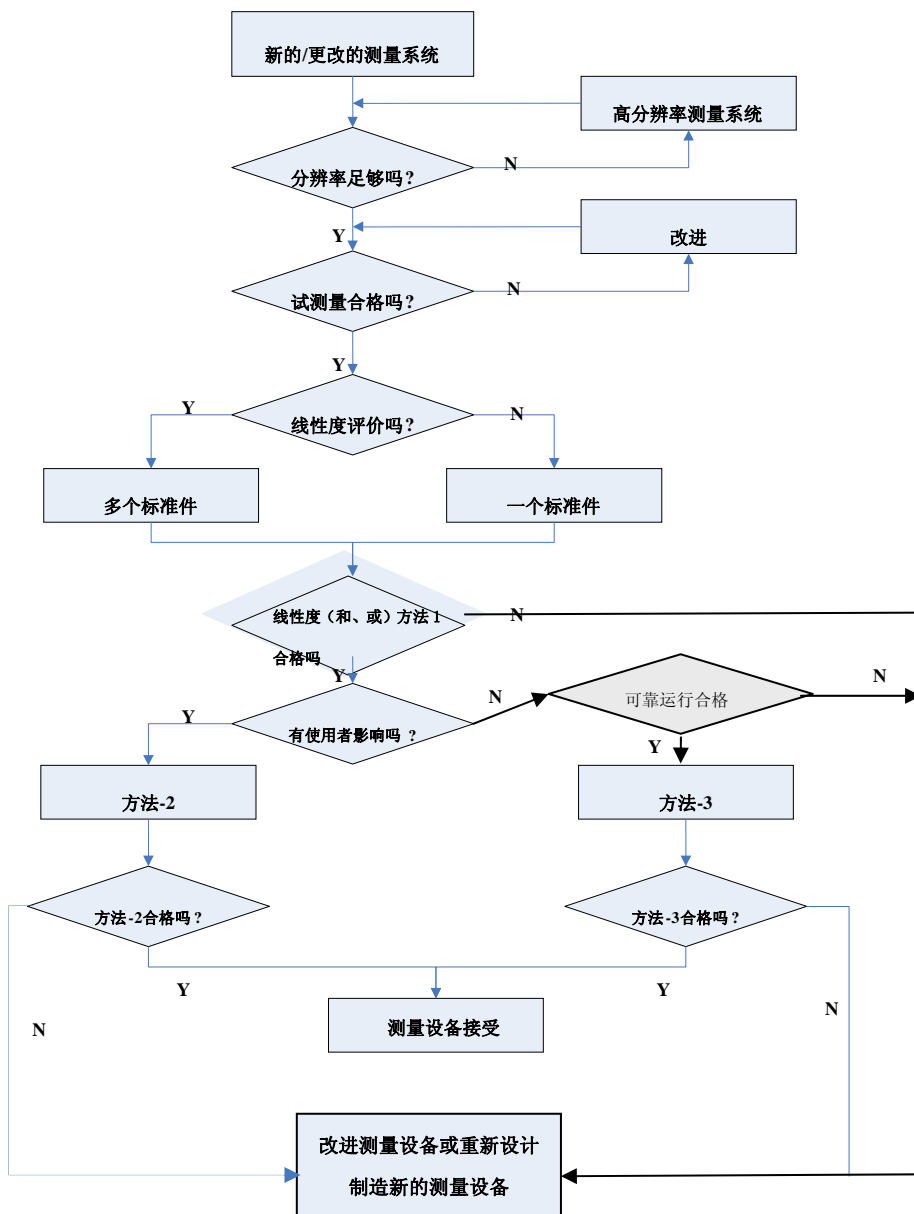 新的/更改的测量系统
高分辨率测量系统
分辨率足够吗？
N
Y
改进
试测量合格吗？
N
Y
Y
线性度评价吗？
N
多个标准件
一个标准件
线性度（和、或）方法 1
N
合格吗
Y
N
可靠运行合格
N
Y
有使用者影响吗 ？
Y
方法-2
方法-3
方法-2合格吗？
方法-3合格吗？
Y
Y
N
测量设备接受
N
改进测量设备或重新设计
制造新的测量设备